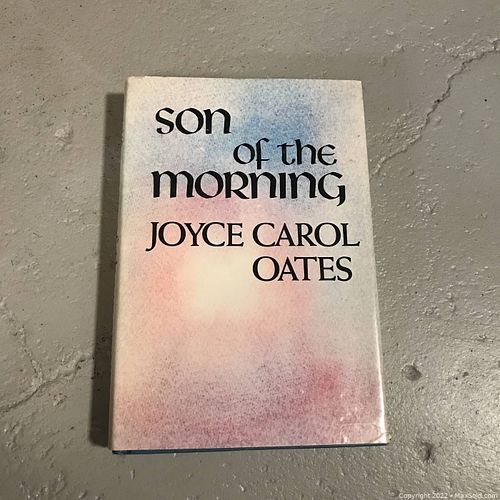 son
of the
morning
JOYCE CAROL
OATES
Copyright 2022 • MaxSold.com